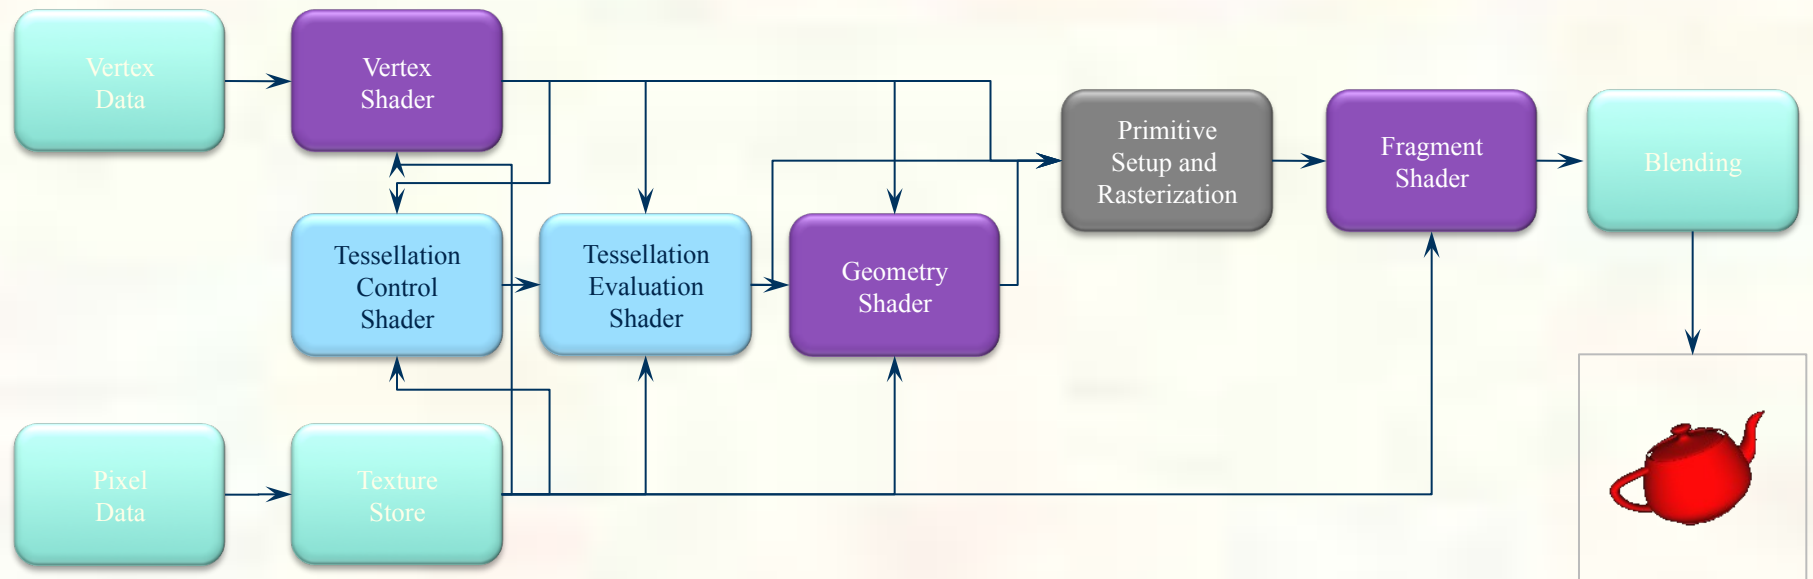 Vertex
Data
Vertex
Shader
Primitive
Setup and
Rasterization
Fragment
Shader
Blending
Tessellation
Control
Shader
Tessellation
Evaluation
Shader
Geometry
Shader
Pixel
Data
Texture
Store